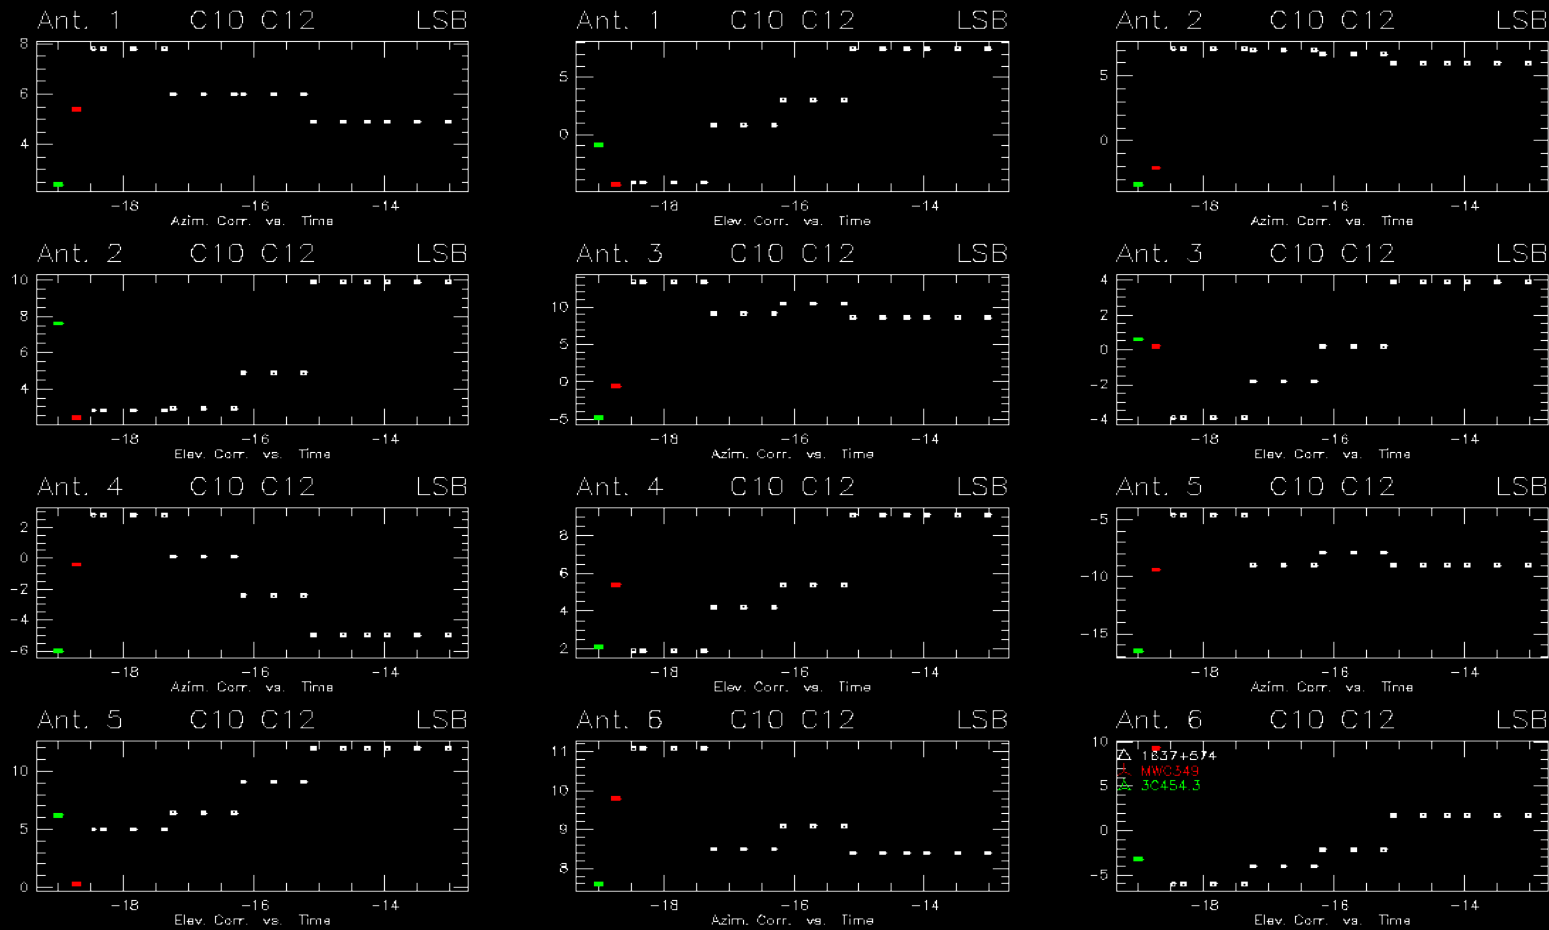 Ant. 1 C10 C12 LSB
8
6
4
-18 -16 -14
Azim. Corr. vs. Time
Ant. 1 C10 C12 LSB
5
0
-18 -16 -14
Elev. Corr. vs. Time
Ant. 2 C10 C12 LSB
5
0
-18 -16 -14
Azim. Corr. vs. Time
Ant. 2 C10 C12 LSB
10
8
6
4
-18 -16 -14
Elev. Corr. vs. Time
Ant. 3 C10 C12 LSB
10
5
0
-5
-18 -16 -14
Azim. Corr. vs. Time
Ant. 3 C10 C12 LSB
4
2
0
-2
-4
-18 -16 -14
Elev. Corr. vs. Time
Ant. 4 C10 C12 LSB
2
0
-2
-4
-6
-18 -16 -14
Azim. Corr. vs. Time
Ant. 4 C10 C12 LSB
8
6
4
2
-18 -16 -14
Elev. Corr. vs. Time
Ant. 5 C10 C12 LSB
-5
-10
-15
-18 -16 -14
Azim. Corr. vs. Time
Ant. 5 C10 C12 LSB
10
5
0
-18 -16 -14
Elev. Corr. vs. Time
Ant. 6 C10 C12 LSB
11
10
9
8
-18 -16 -14
Azim. Corr. vs. Time
Ant. 6 C10 C12 LSB
10
1637+574
MWC349
3C454.3
5
0
-5
-18 -16 -14
Elev. Corr. vs. Time